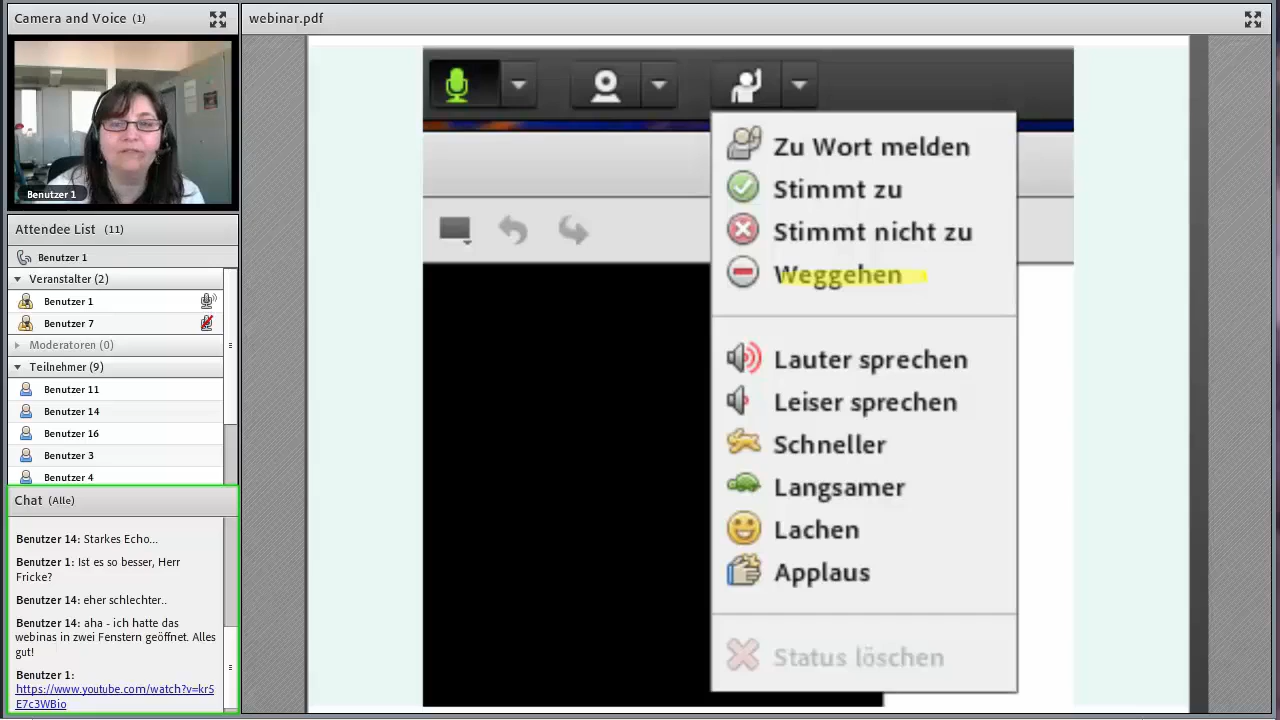 Camera and Voice (1)
Benutzer 1
Attendee List (11)
Benutzer 1
Veranstalter (2)
Benutzer 1
Benutzer 7
Moderatoren (0)
Teilnehmer (9)
Benutzer 11
Benutzer 14
Benutzer 16
Benutzer 3
Benutzer 4
Chat (Alle)
Benutzer 14: Starkes Echo...
Benutzer 1: Ist es so besser, Herr
Fricke?
Benutzer 14: eher schlechter..
Benutzer 14: aha - ich hatte das
webinas in zwei Fenstern geöffnet. Alles
gut!
Benutzer 1:
https://www.youtube.com/watch?v=kr5
E7c3WBio
webinar.pdf
Zu Wort melden
Stimmt zu
Stimmt nicht zu
Weggehen
Lauter sprechen
Leiser sprechen
Schneller
Langsamer
Lachen
Applaus
Status löschen